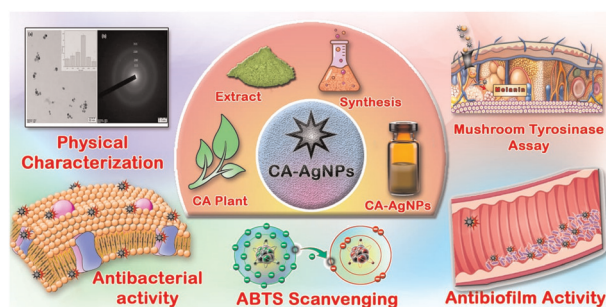 Extract
Synthesis
CA-AgNPs
CA Plant
CA-AgNPs
Physical
Characterization
Melanin
Mushroom Tyrosinase
Assay
Antibacterial
activity
ABTS Scanvenging
Antibiofilm Activity